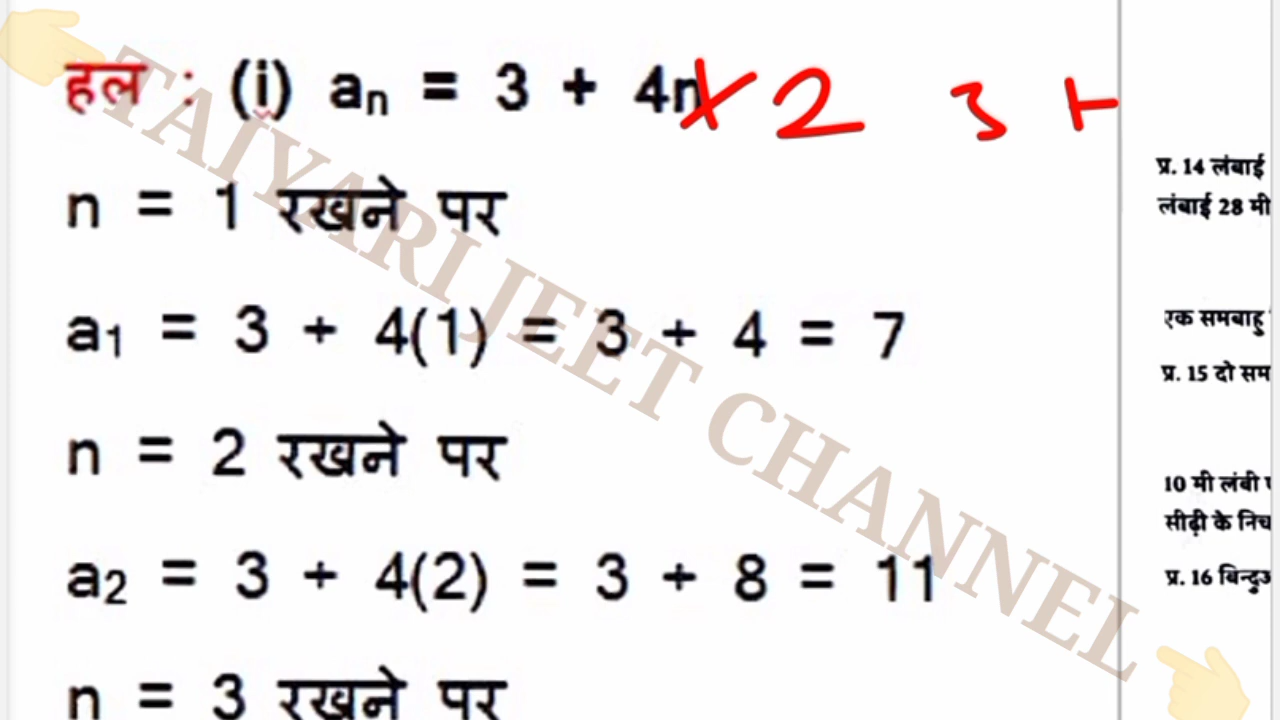 हल : (i) aₙ = 3 + 4n × 2 3 +
n = 1 रखने पर
a₁ = 3 + 4(1) = 3 + 4 = 7
n = 2 रखने पर
a₂ = 3 + 4(2) = 3 + 8 = 11
n = 3 रखने पर
TAIYARI JEET CHANNEL
प्र. 14 लंबाई
लंबाई 28 मी
एक समबाहु
प्र. 15 दो सम
10 मी लंबी
सीढ़ी के निच
प्र. 16